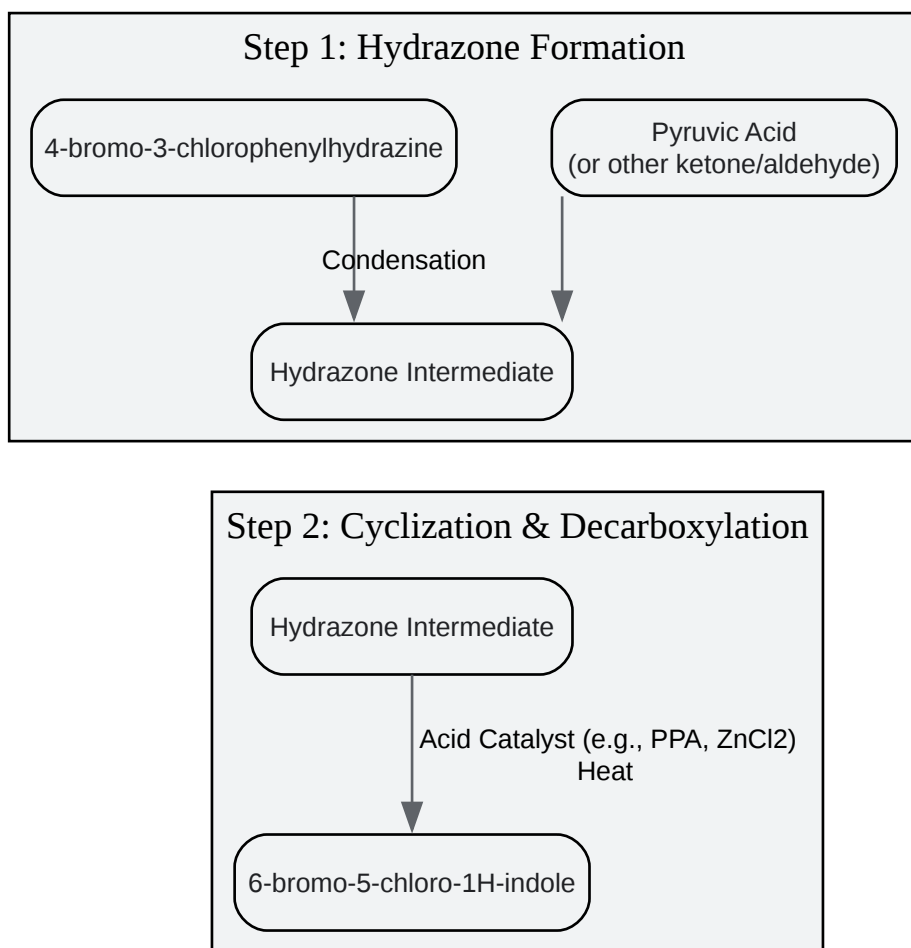 Step 1: Hydrazone Formation
4-bromo-3-chlorophenylhydrazine
Pyruvic Acid
(or other ketone/aldehyde)
Condensation
Hydrazone Intermediate
Step 2: Cyclization & Decarboxylation
Hydrazone Intermediate
Acid Catalyst (e.g., PPA, ZnCl2)
Heat
6-bromo-5-chloro-1H-indole